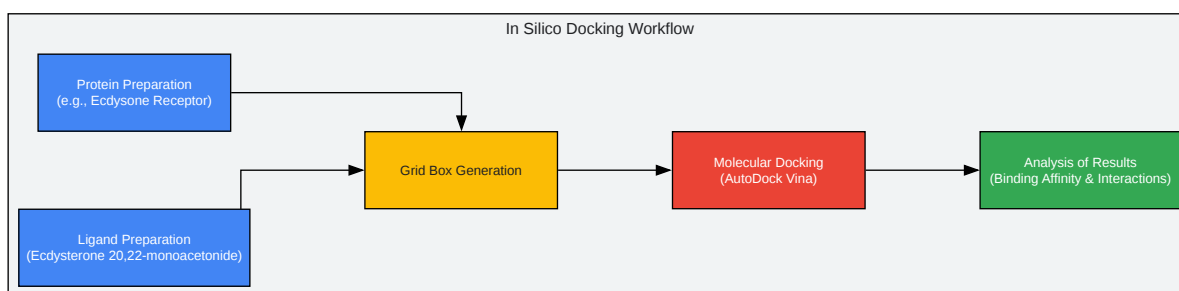 In Silico Docking Workflow
Protein Preparation
(e.g., Ecdysone Receptor)
Grid Box Generation
Molecular Docking
(AutoDock Vina)
Analysis of Results
(Binding Affinity & Interactions)
Ligand Preparation
(Ecdysterone 20,22-monoacetonide)